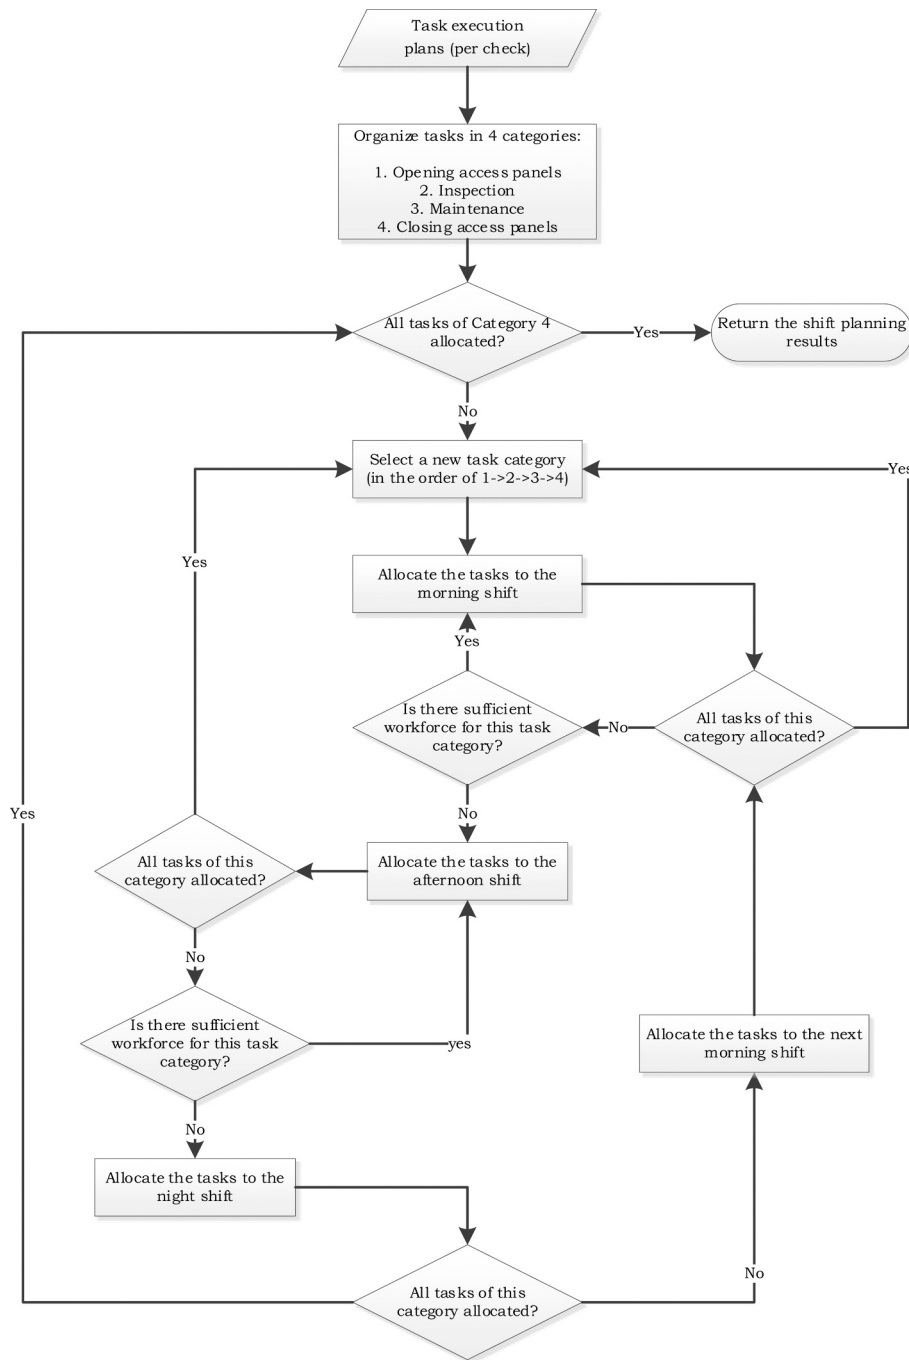 Task execution
plans (per check)
Organize tasks in 4 categories:
1. Opening access panels
2. Inspection
3. Maintenance
4. Closing access panels
All tasks of Category 4
allocated?
Yes
Return the shift planning
results
No
Select a new task category
(in the order of 1->2->3->4)
Yes
Yes
Allocate the tasks to the
morning shift
Yes
Is there sufficient
workforce for this task
category?
No
All tasks of this
category allocated?
No
Yes
All tasks of this
category allocated?
Allocate the tasks to the
afternoon shift
No
Is there sufficient
workforce for this task
category?
yes
Allocate the tasks to the next
morning shift
No
Allocate the tasks to the
night shift
All tasks of this
category allocated?
No